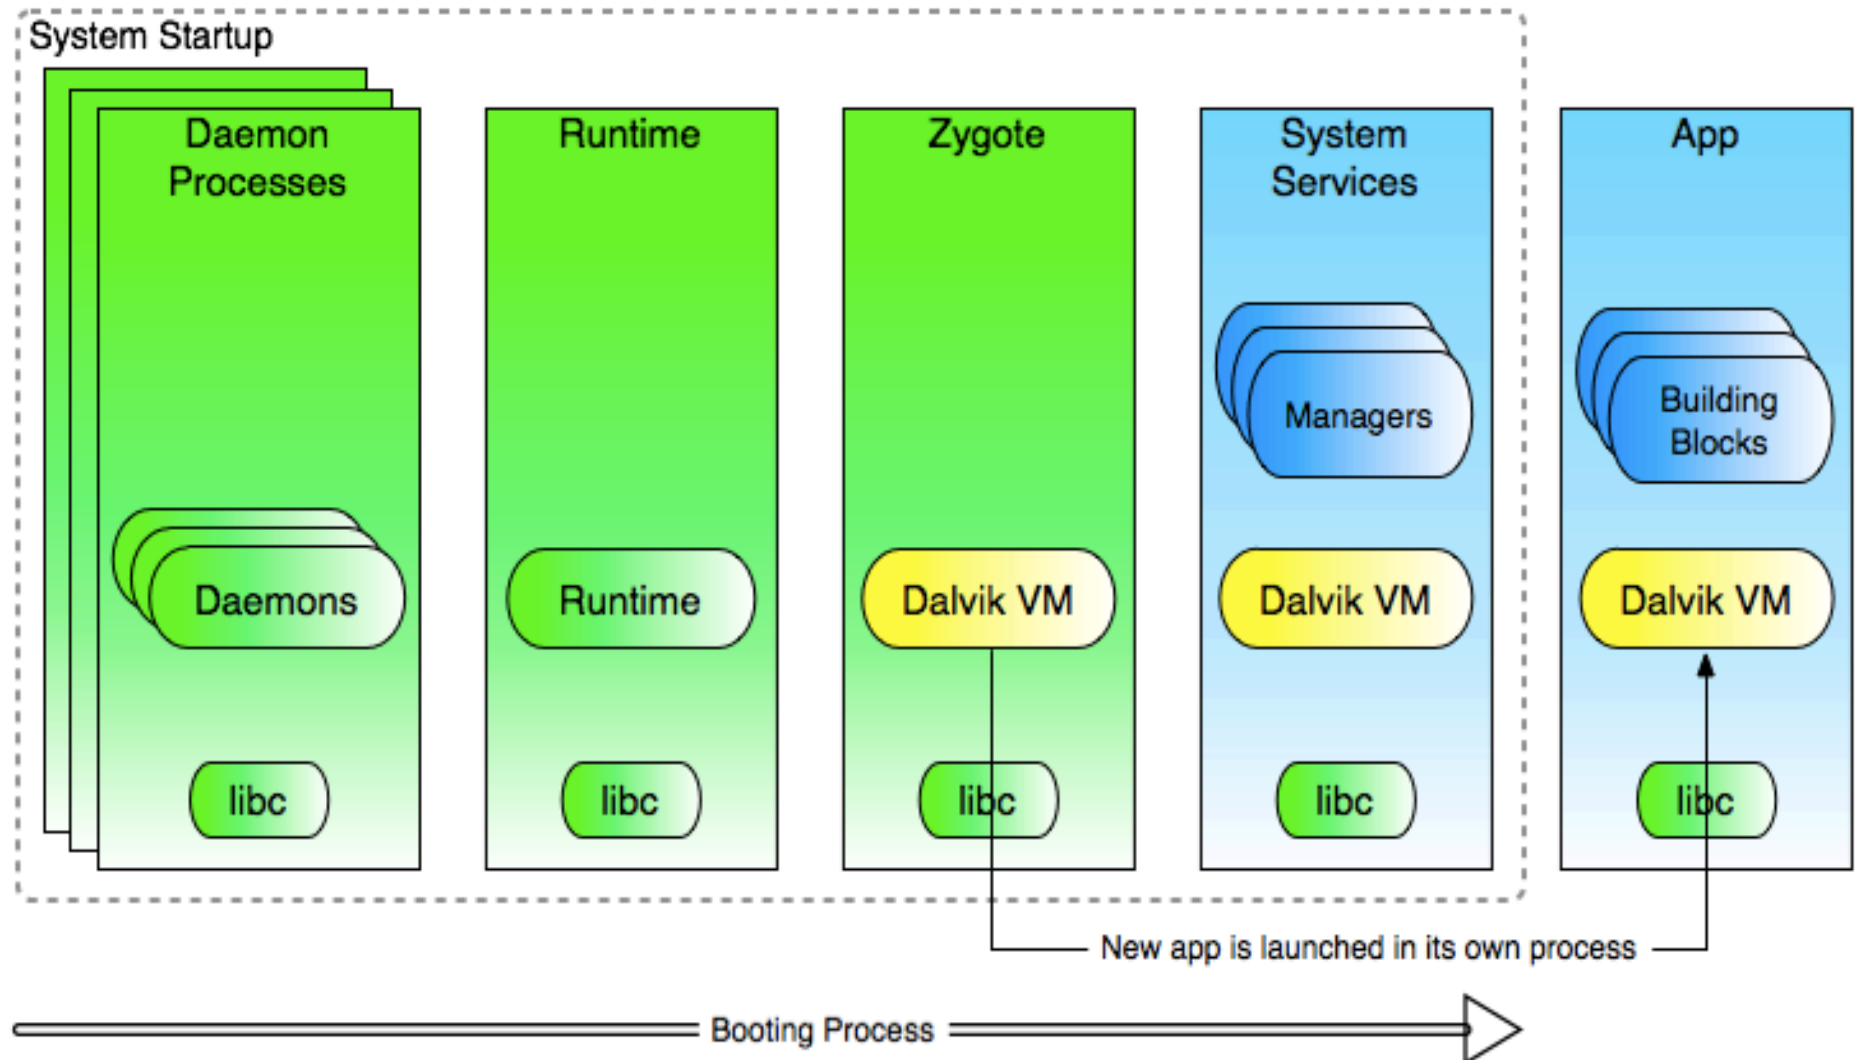 System Startup
Daemon
Processes
Runtime
Zygote
System
Services
App
Managers
Building
Blocks
Daemons
Runtime
Dalvik VM
Dalvik VM
Dalvik VM
libc
libc
libc
libc
libc
New app is launched in its own process
Booting Process